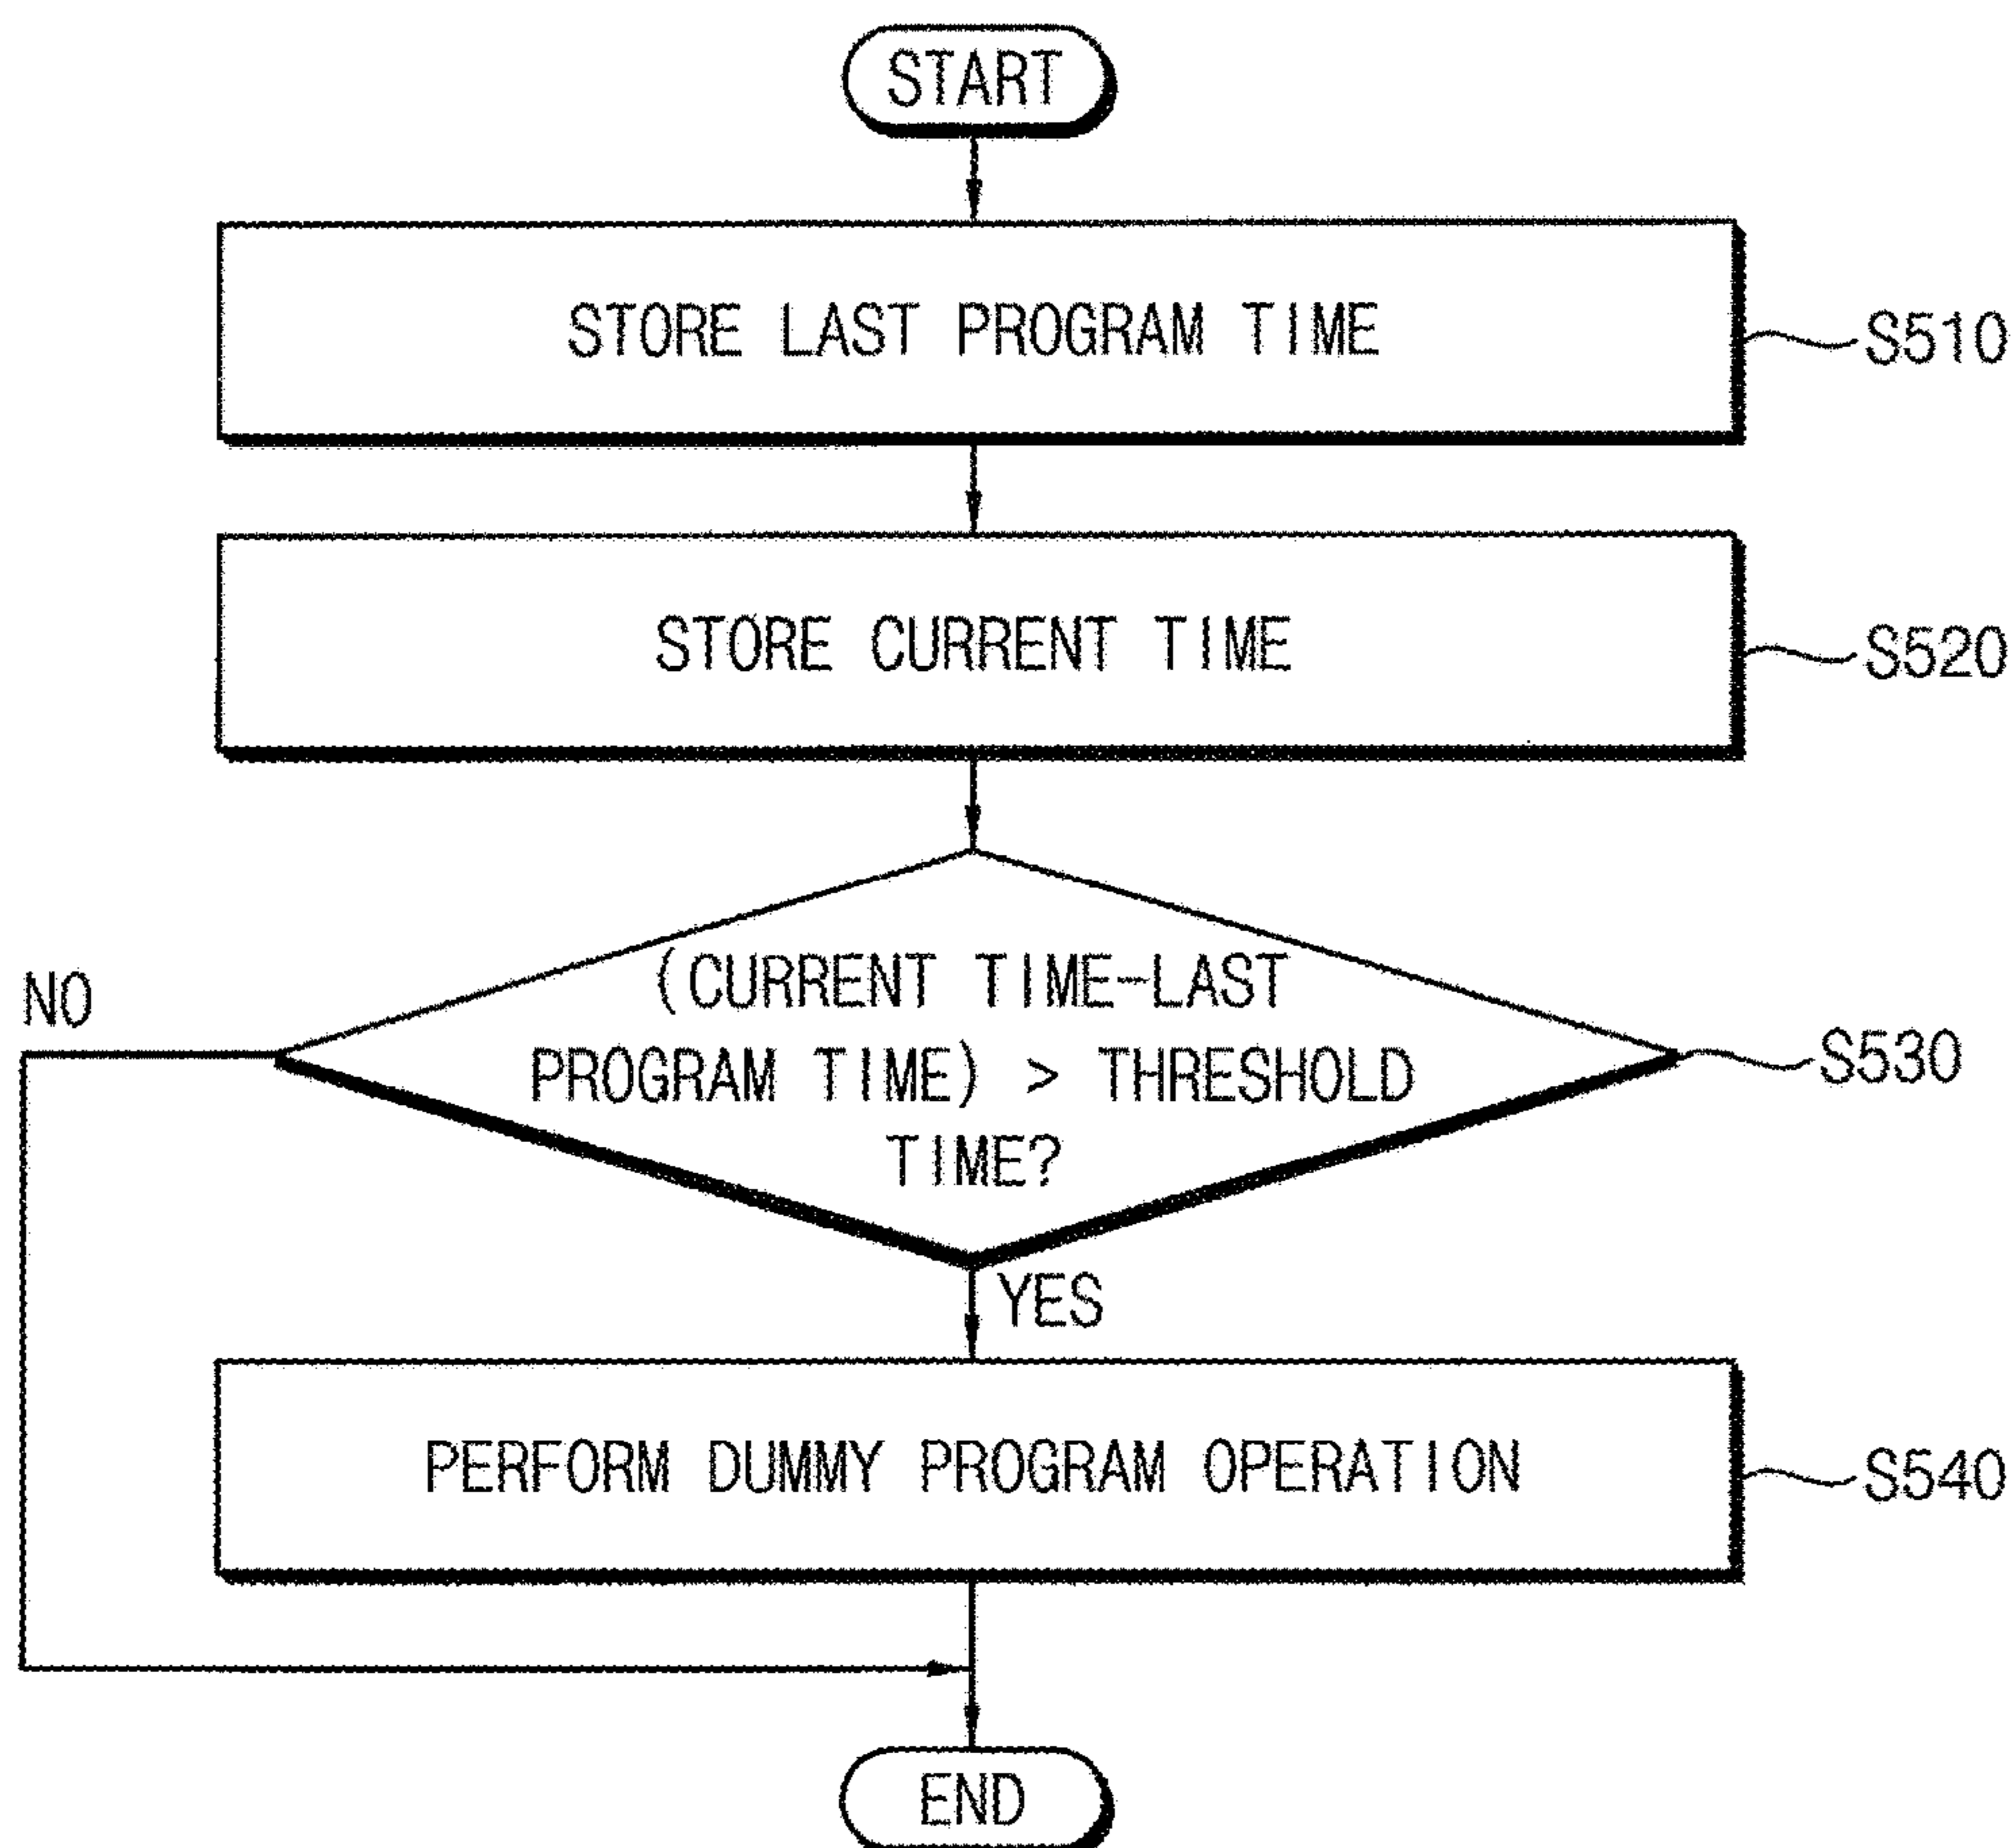 START
STORE LAST PROGRAM TIME
S510
STORE CURRENT TIME
S520
(CURRENT TIME-LAST
PROGRAM TIME) > THRESHOLD
TIME?
NO
S530
YES
PERFORM DUMMY PROGRAM OPERATION
S540
END